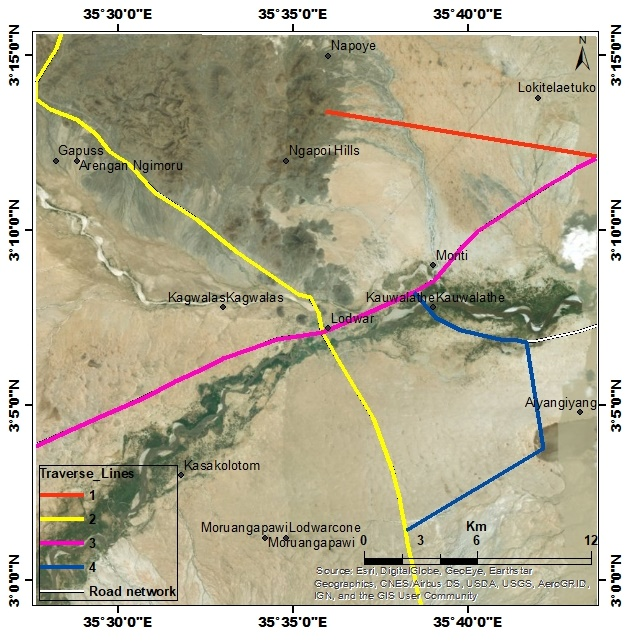 35°30'0"E 35°35'0"E 35°40'0"E
3°15'0"N 3°15'0"N
N
Napoye
Lokitelaetuko
Gapuss
Arengan Ngimoru
Ngapoi Hills
3°10'0"N 3°10'0"N
Moriti
KagwalasKagwalas
KauwalatheKauwalathe
Lodwar
3°5'0"N 3°5'0"N
Aiyangiyang
Kasakolotom
Traverse_Lines
1
2
3
4
Road network
MoruangapawiLodwarcone
Moruangapawi
Km
0 3 6 12
Source: Esri, DigitalGlobe, GeoEye, Earthstar
Geographics, CNES/Airbus DS, USDA, USGS, AeroGRID,
IGN, and the GIS User Community
3°0'0"N 3°0'0"N
35°30'0"E 35°35'0"E 35°40'0"E